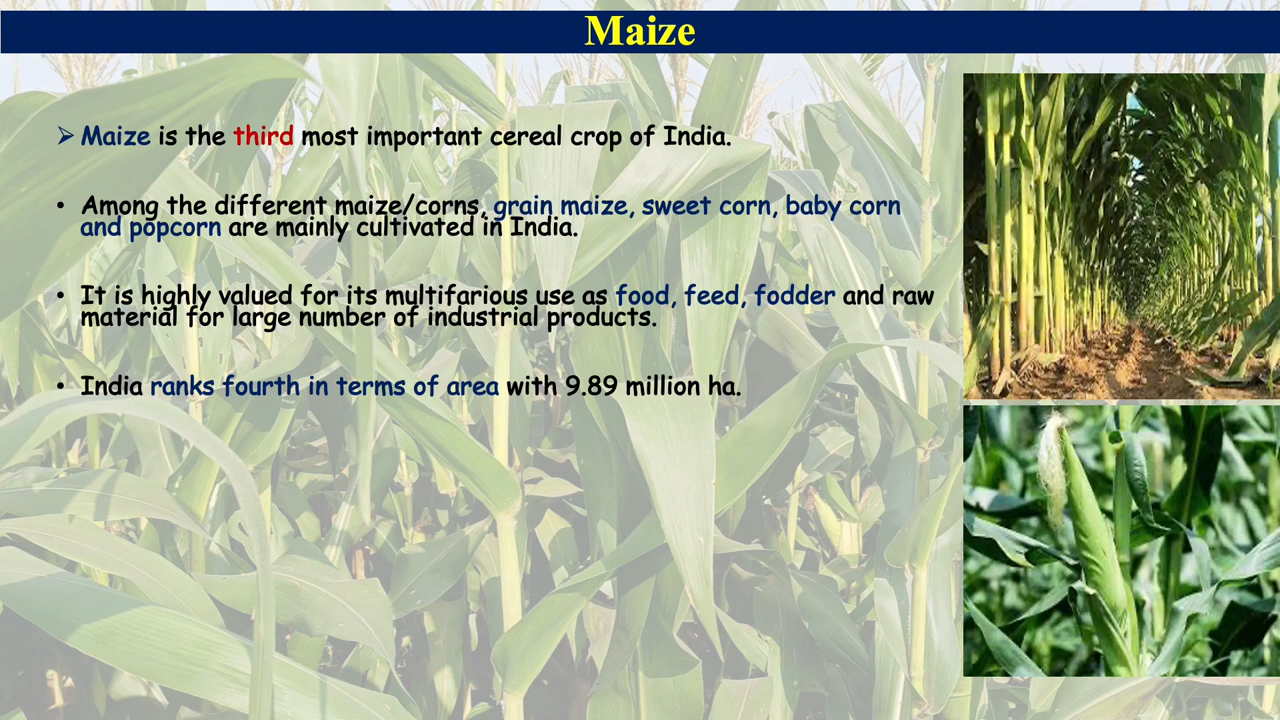 Maize
➢ Maize is the third most important cereal crop of India.
• Among the different maize/corns, grain maize, sweet corn, baby corn
and popcorn are mainly cultivated in India.
• It is highly valued for its multifarious use as food, feed, fodder and raw
material for large number of industrial products.
• India ranks fourth in terms of area with 9.89 million ha.